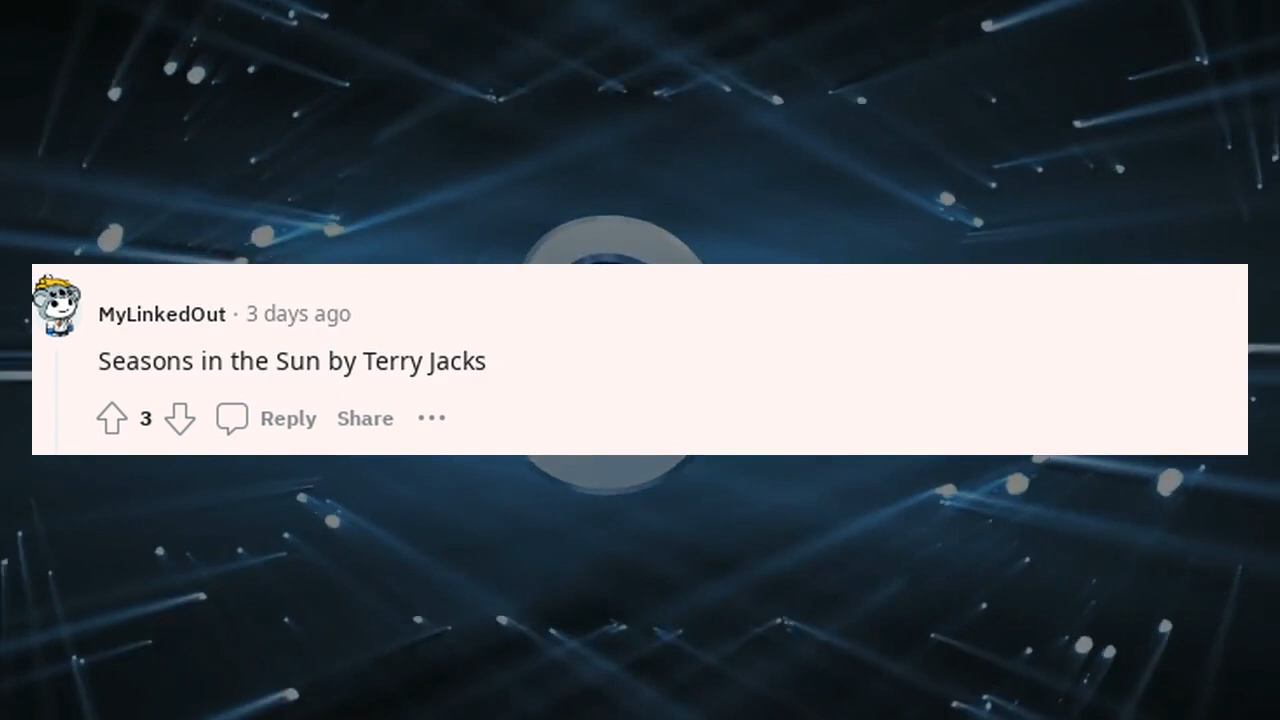 MyLinkedOut · 3 days ago
Seasons in the Sun by Terry Jacks
3 Reply Share ···